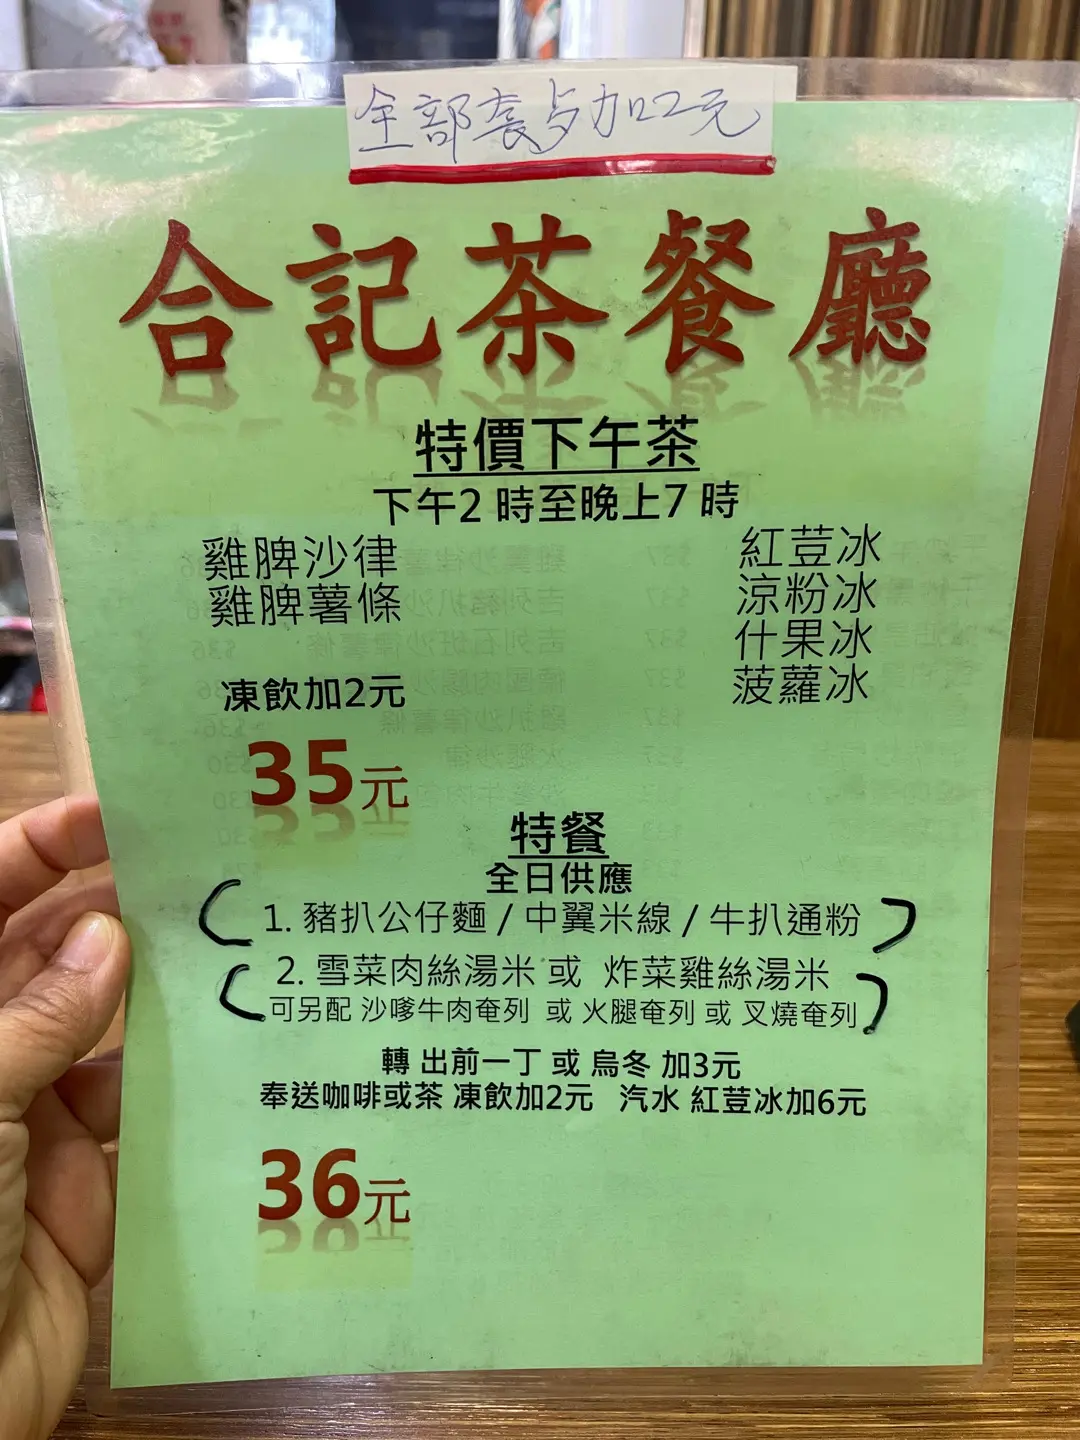 全部套歺加2元
合記茶餐廳
特價下午茶
下午2 時至晚上7 時
雞脾沙律
雞脾薯條
凍飲加2元
35元
紅荳冰
涼粉冰
什果冰
菠蘿冰
特餐
全日供應
1. 豬扒公仔麵 / 中翼米線 / 牛扒通粉
2. 雪菜肉絲湯米 或 炸菜雞絲湯米
可另配 沙嗲牛肉奄列 或 火腿奄列 或 叉燒奄列
轉 出前一丁 或 烏冬 加3元
奉送咖啡或茶 凍飲加2元 汽水 紅荳冰加6元
36元